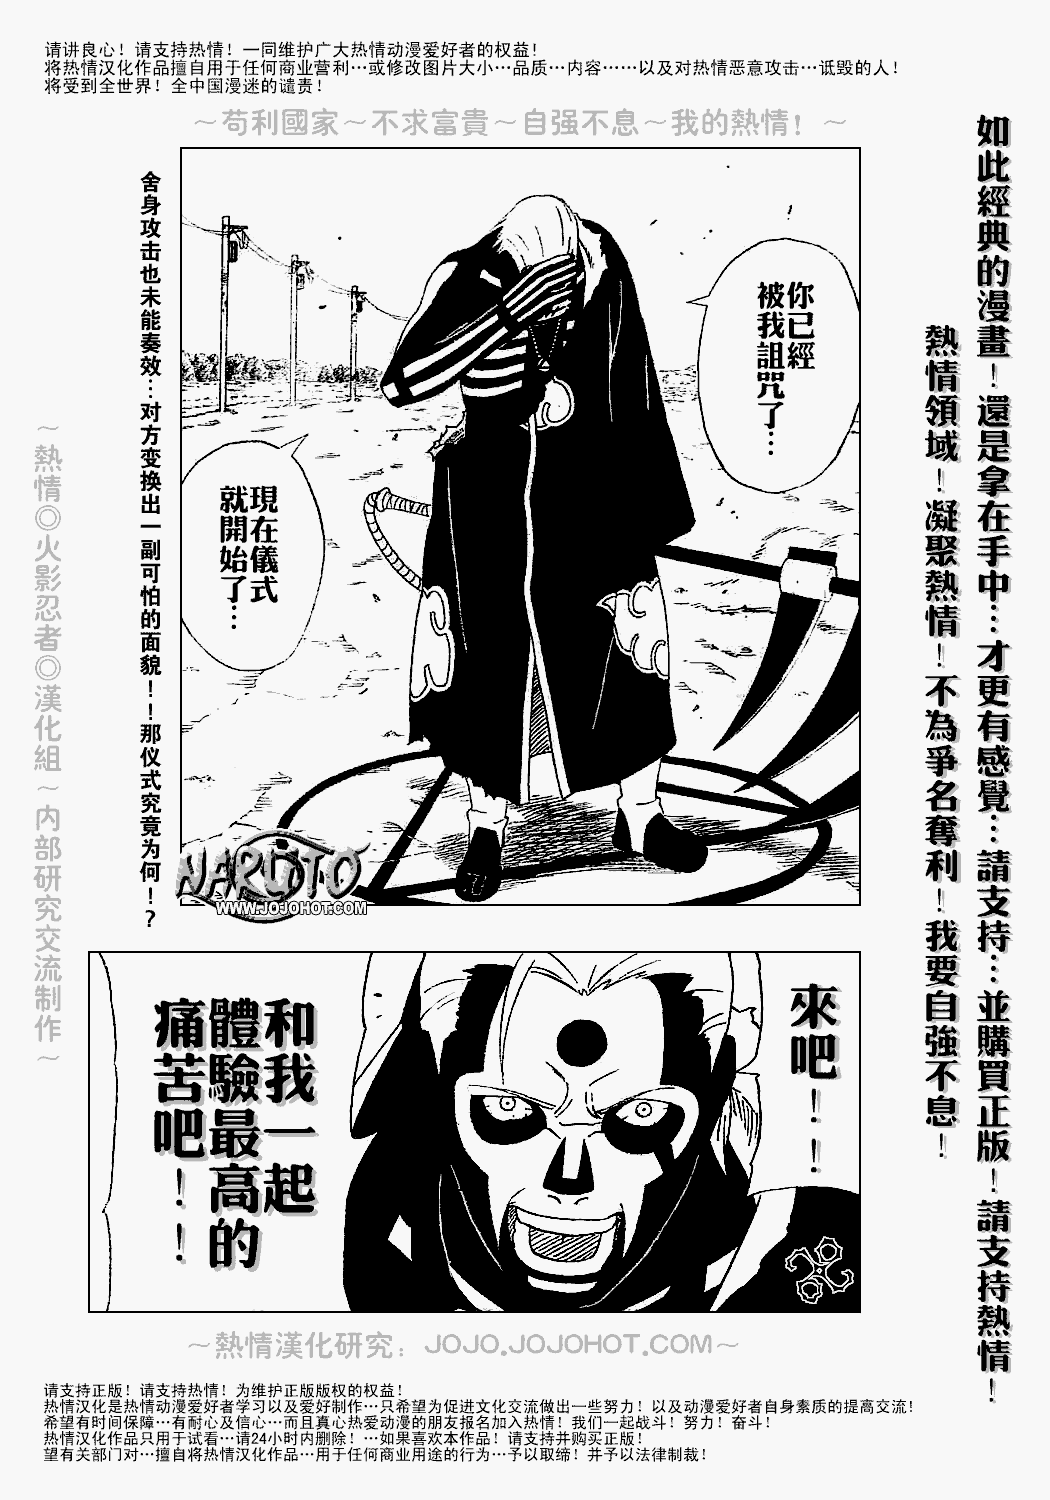 请讲良心！请支持热情！一同维护广大热情动漫爱好者的权益！
将热情汉化作品擅自用于任何商业营利…或修改图片大小…品质…内容……以及对热情恶意攻击…诋毁的人！
将受到全世界！全中国漫迷的谴责！
～苟利國家～不求富貴～自强不息～我的熱情！～
如此經典的漫畫！還是拿在手中…才更有感覺…請支持…並購買正版！請支持熱情！
熱情領域！凝聚熱情！不為爭名奪利！我要自強不息！
你已經
被我詛咒了…
現在儀式
就開始了…
舍身攻击也未能奏效…对方变换出一副可怕的面貌！！那仪式究竟为何！？
～熱情◎火影忍者◎漢化組～内部研究交流制作～
NARUTO
WWW.JOJOHOT.COM
來吧！！
和我一起
體驗最高的
痛苦吧！！
～熱情漢化研究：JOJO.JOJOHOT.COM～
请支持正版！请支持热情！为维护正版版权的权益！
热情汉化是热情动漫爱好者学习以及爱好制作…只希望为促进文化交流做出一些努力！以及动漫爱好者自身素质的提高交流！
希望有时间保障…有耐心及信心…而且真心热爱动漫的朋友报名加入热情！我们一起战斗！努力！奋斗！
热情汉化作品只用于试看…请24小时内删除！…如果喜欢本作品！请支持并购买正版！
望有关部门对…擅自将热情汉化作品…用于任何商业用途的行为…予以取缔！并予以法律制裁！